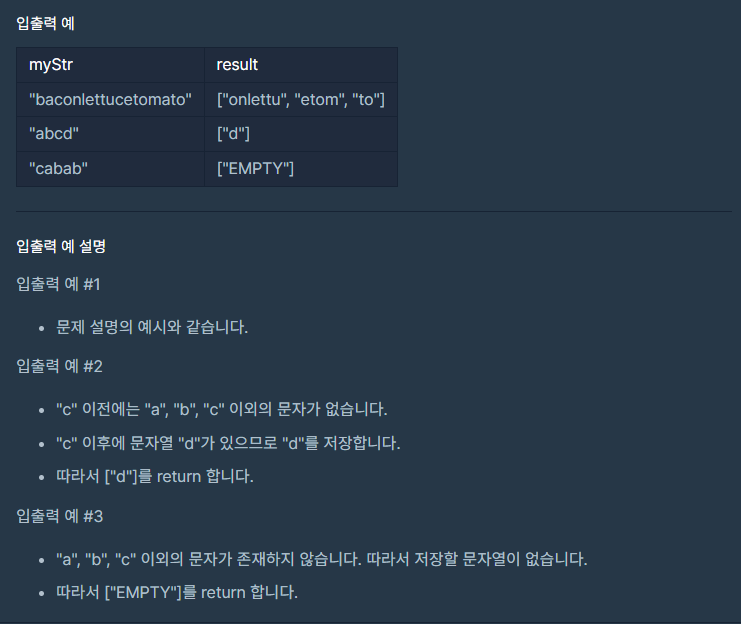 입출력 예
myStr result
"baconlettucetomato" ["onlettu", "etom", "to"]
"abcd" ["d"]
"cabab" ["EMPTY"]
입출력 예 설명
입출력 예 #1
• 문제 설명의 예시와 같습니다.
입출력 예 #2
• "c" 이전에는 "a", "b", "c" 이외의 문자가 없습니다.
• "c" 이후에 문자열 "d"가 있으므로 "d"를 저장합니다.
• 따라서 ["d"]를 return 합니다.
입출력 예 #3
• "a", "b", "c" 이외의 문자가 존재하지 않습니다. 따라서 저장할 문자열이 없습니다.
• 따라서 ["EMPTY"]를 return 합니다.